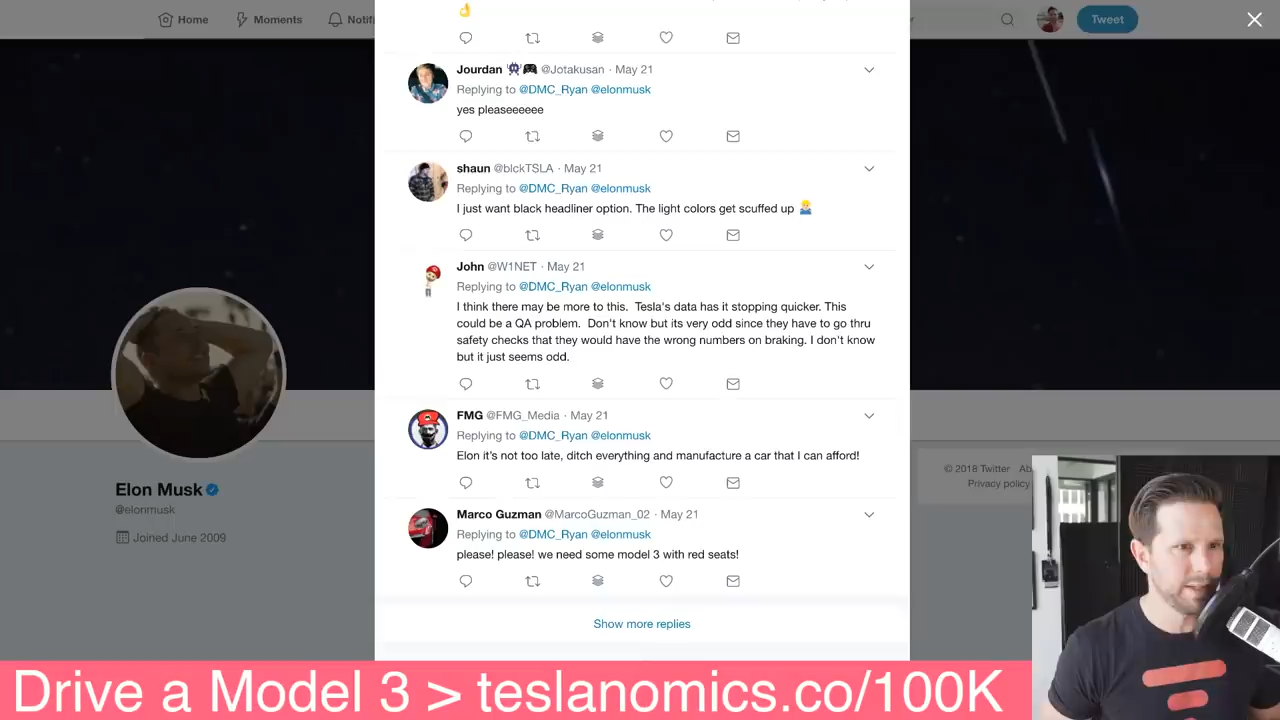 Home
Moments
Tweet
Jourdan @Jotakusan · May 21
Replying to @DMC_Ryan @elonmusk
yes pleaseeeeee
shaun @blckTSLA · May 21
Replying to @DMC_Ryan @elonmusk
I just want black headliner option. The light colors get scuffed up
John @W1NET · May 21
Replying to @DMC_Ryan @elonmusk
I think there may be more to this. Tesla's data has it stopping quicker. This
could be a QA problem. Don't know but its very odd since they have to go thru
safety checks that they would have the wrong numbers on braking. I don't know
but it just seems odd.
FMG @FMG_Media · May 21
Replying to @DMC_Ryan @elonmusk
Elon it's not too late, ditch everything and manufacture a car that I can afford!
Marco Guzman @MarcoGuzman_02 · May 21
Replying to @DMC_Ryan @elonmusk
please! please! we need some model 3 with red seats!
Show more replies
Elon Musk
@elonmusk
Joined June 2009
© 2018 Twitter
Privacy policy
Drive a Model 3 > teslanomics.co/100K